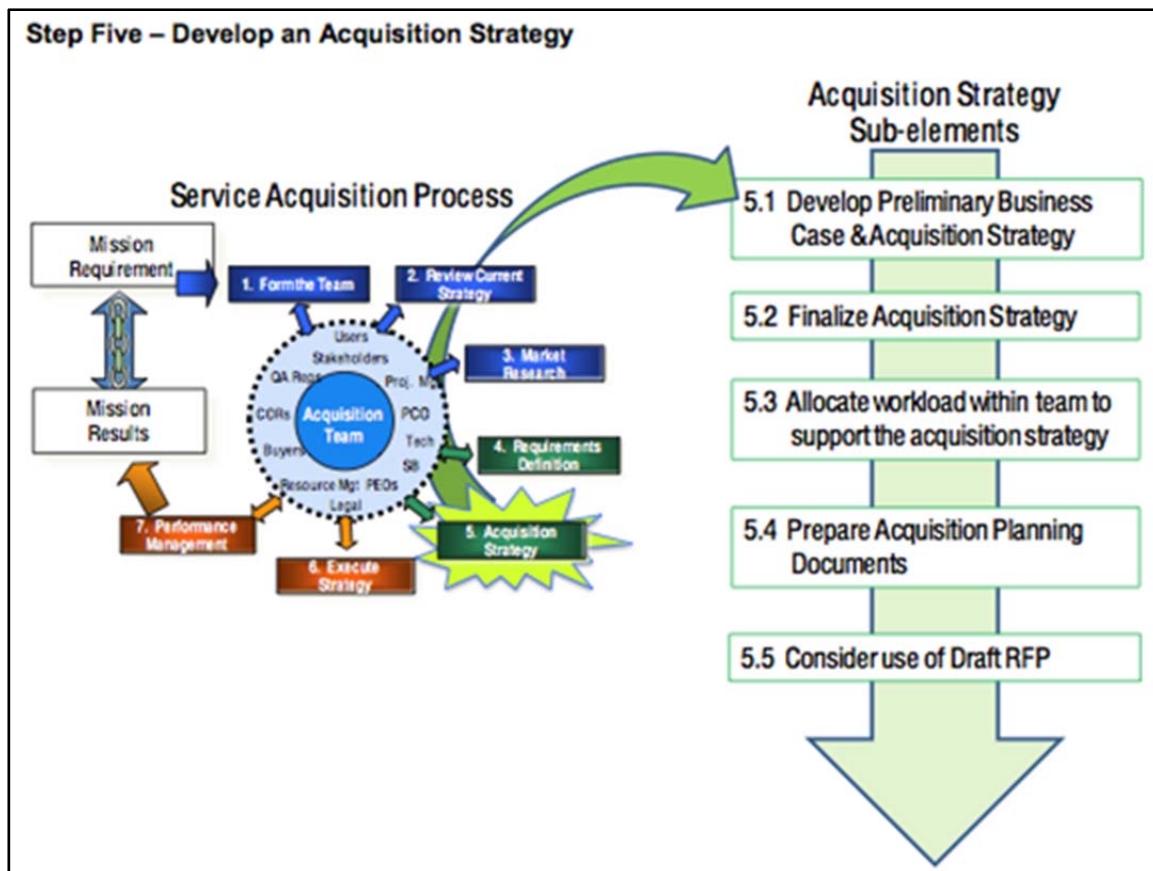 Step Five – Develop an Acquisition Strategy
Acquisition Strategy
Sub-elements
Service Acquisition Process
Mission
Requirement
1. Form the Team
2. Review Current
Strategy
3. Market
Research
4. Requirements
Definition
5. Acquisition
Strategy
6. Execute
Strategy
7. Performance
Management
Mission
Results
Users
Stakeholders
QA Reps
Proj. Mgr
CORs
PCO
Acquisition
Team
Tech
Buyers
SB
Resource Mgt
PEOs
Legal
5.1 Develop Preliminary Business
Case & Acquisition Strategy
5.2 Finalize Acquisition Strategy
5.3 Allocate workload within team to
support the acquisition strategy
5.4 Prepare Acquisition Planning
Documents
5.5 Consider use of Draft RFP